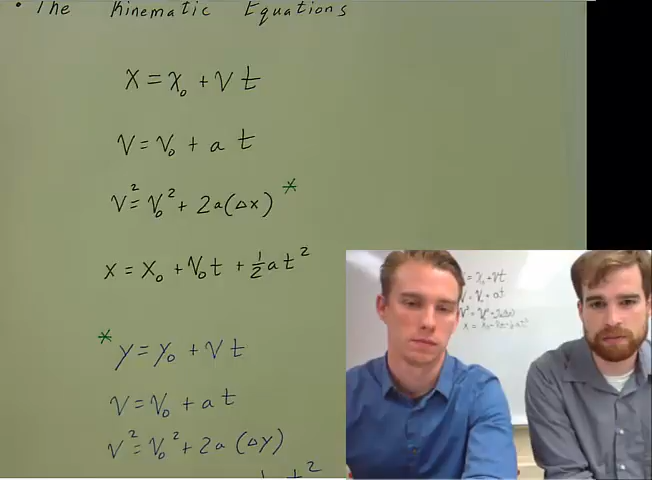 • The Kinematic Equations
x = x₀ + v t
v = v₀ + a t
v² = v₀² + 2a(Δx) *
x = x₀ + v₀t + ½at²
* y = y₀ + v t
v = v₀ + a t
v² = v₀² + 2a (Δy)